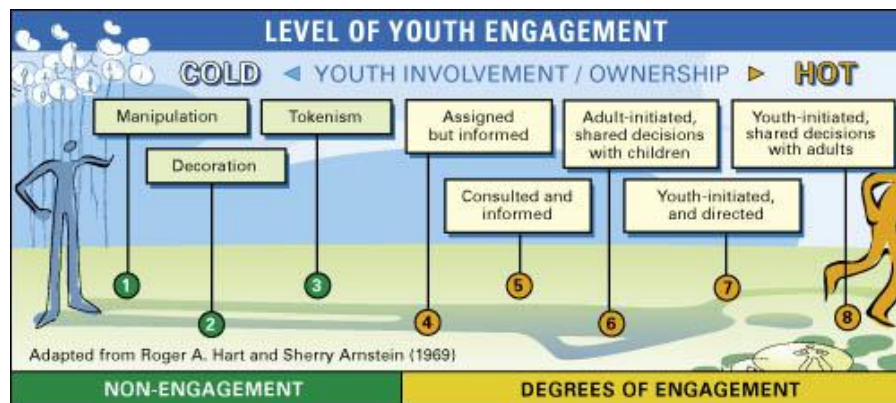 LEVEL OF YOUTH ENGAGEMENT
COLD ◄ YOUTH INVOLVEMENT / OWNERSHIP ► HOT
Manipulation
Decoration
Tokenism
Assigned
but informed
Consulted and
informed
Adult-initiated,
shared decisions
with children
Youth-initiated,
and directed
Youth-initiated,
shared decisions
with adults
1
2
3
4
5
6
7
8
Adapted from Roger A. Hart and Sherry Arnstein (1969)
NON-ENGAGEMENT
DEGREES OF ENGAGEMENT